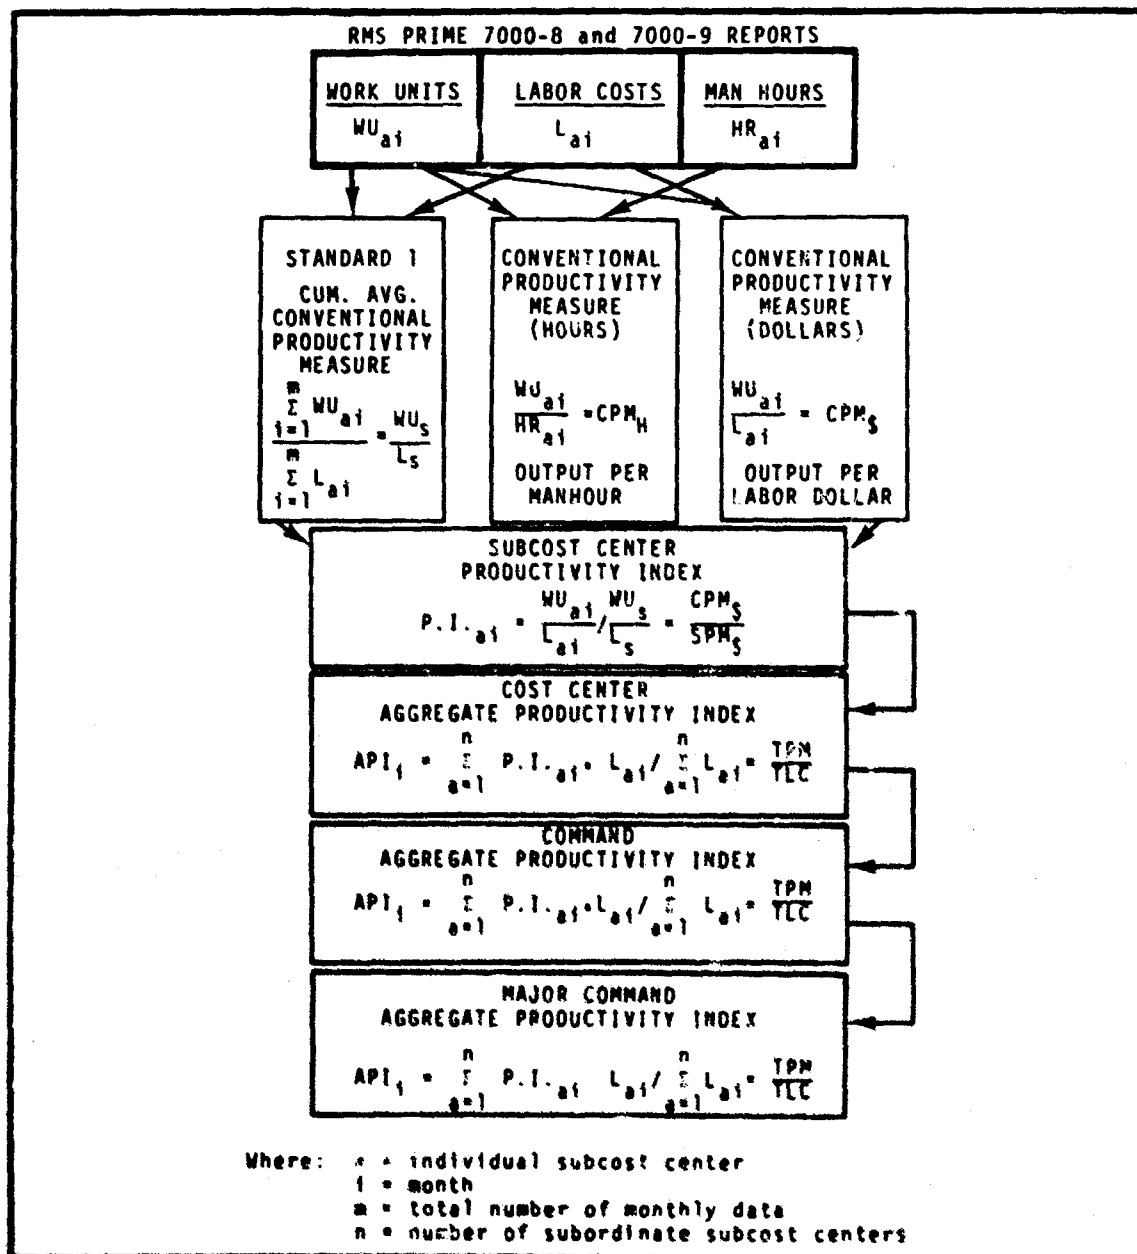 RMS PRIME 7000-8 and 7000-9 REPORTS
WORK UNITS
WU_ai
LABOR COSTS
L_ai
MAN HOURS
HR_ai
STANDARD 1
CUM. AVG.
CONVENTIONAL
PRODUCTIVITY
MEASURE
m
Σ WU_ai
i=1
m
Σ L_ai
i=1
= WU_s / L_s
CONVENTIONAL
PRODUCTIVITY
MEASURE
(HOURS)
WU_ai / HR_ai = CPM_H
OUTPUT PER
MANHOUR
CONVENTIONAL
PRODUCTIVITY
MEASURE
(DOLLARS)
WU_ai / L_ai = CPM_$
OUTPUT PER
LABOR DOLLAR
SUBCOST CENTER
PRODUCTIVITY INDEX
P.I._ai = WU_ai / L_ai / WU_s / L_s = CPM_$ / SPM_$
COST CENTER
AGGREGATE PRODUCTIVITY INDEX
n n
API_i = Σ P.I._ai . L_ai / Σ L_ai = TPM / TLC
a=1 a=1
COMMAND
AGGREGATE PRODUCTIVITY INDEX
n n
API_i = Σ P.I._ai . L_ai / Σ L_ai = TPM / TLC
a=1 a=1
MAJOR COMMAND
AGGREGATE PRODUCTIVITY INDEX
n n
API_i = Σ P.I._ai L_ai / Σ L_ai = TPM / TLC
a=1 a=1
Where: = individual subcost center
i = month
m = total number of monthly data
n = number of subordinate subcost centers